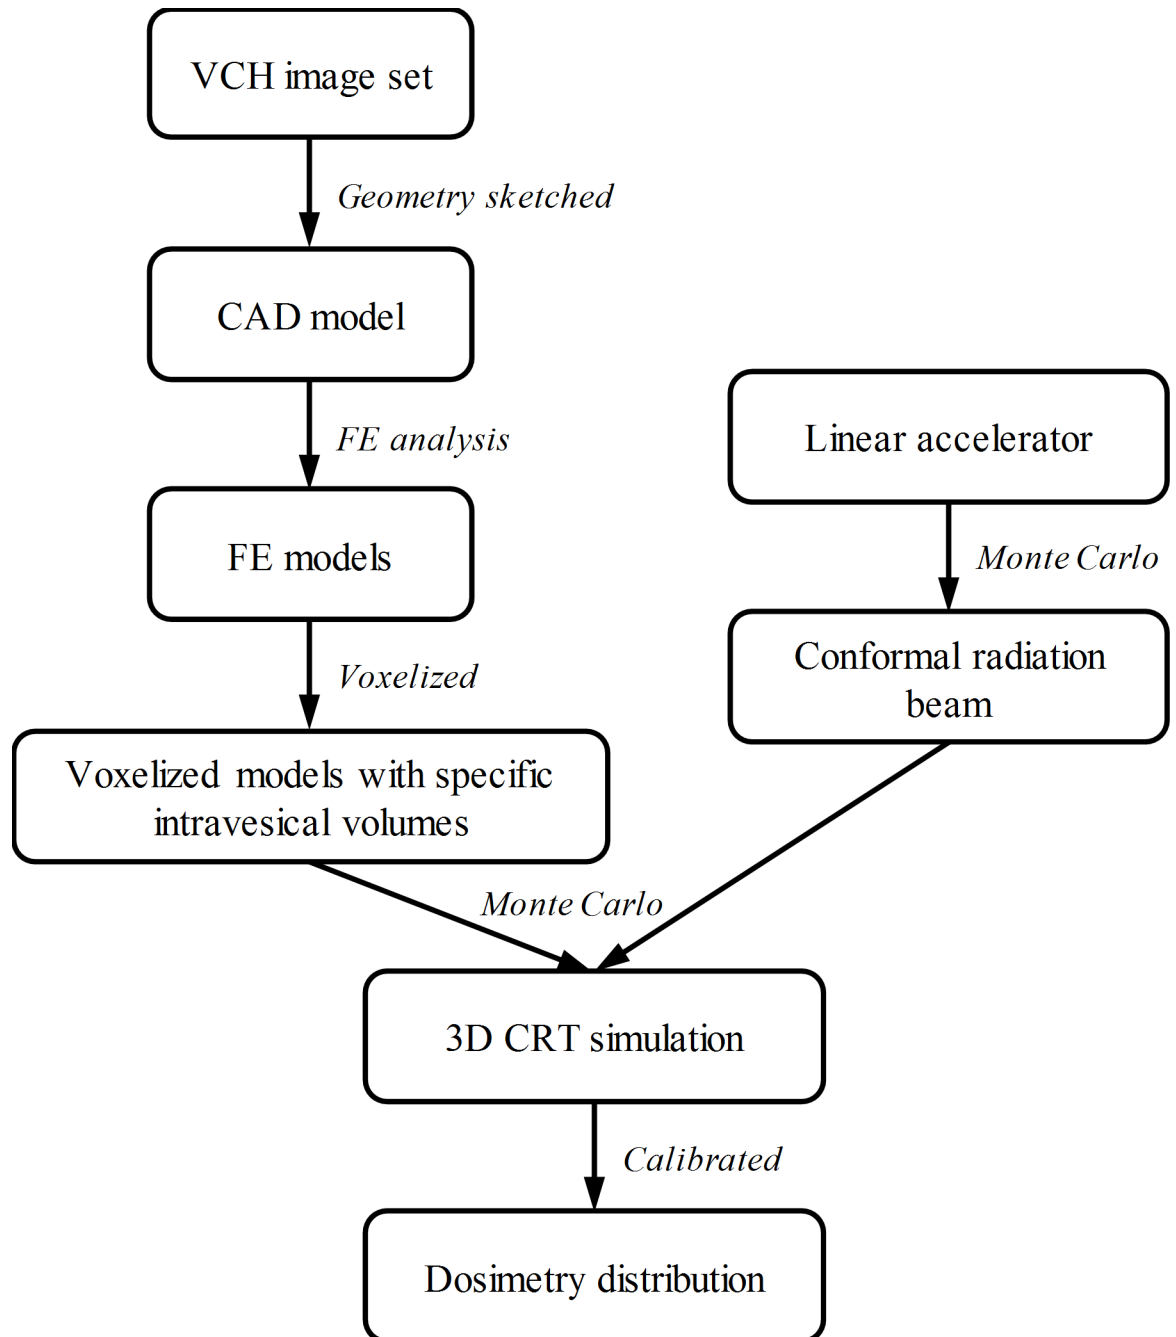 VCH image set
Geometry sketched
CAD model
FE analysis
FE models
Voxelized
Voxelized models with specific
intravesical volumes
Linear accelerator
Monte Carlo
Conformal radiation
beam
Monte Carlo
3D CRT simulation
Calibrated
Dosimetry distribution